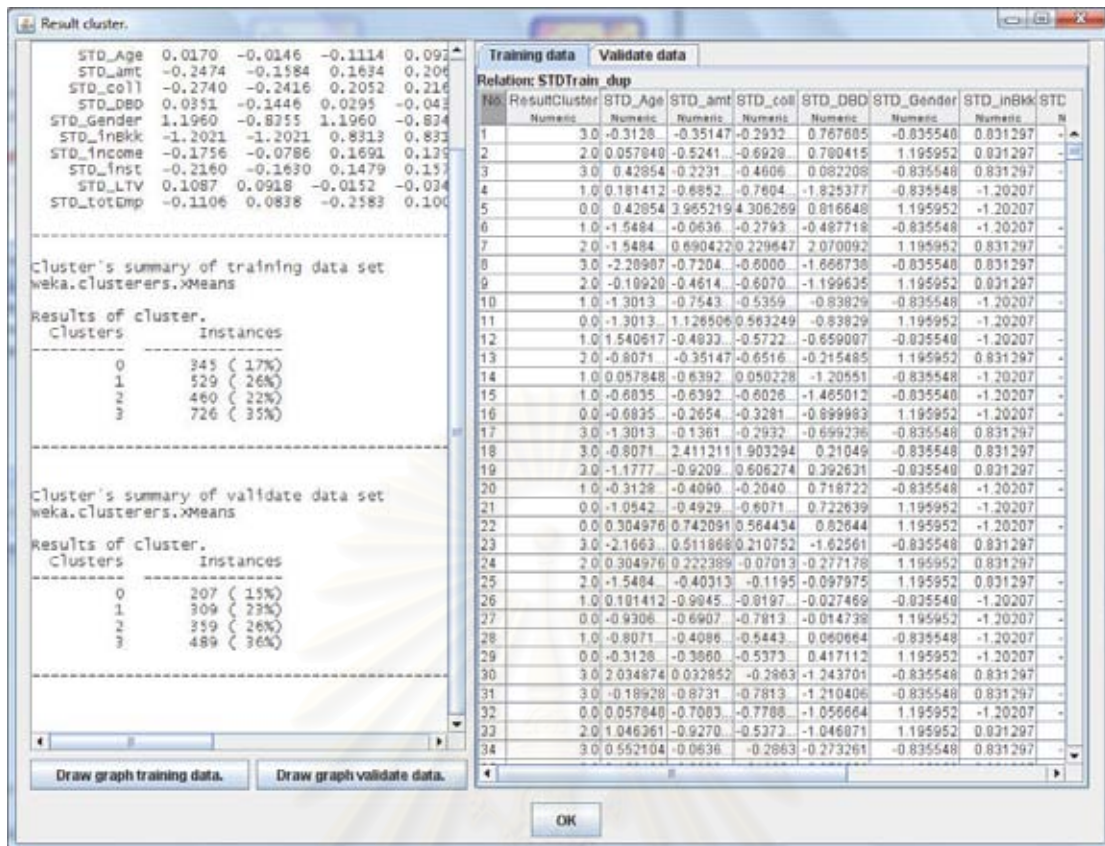 Result cluster.
STD_Age 0.0170 -0.0146 -0.1114 0.092
STD_amt -0.2474 -0.1584 0.1634 0.206
STD_coll -0.2740 -0.2416 0.2052 0.216
STD_DBD 0.0351 -0.1446 0.0295 -0.043
STD_Gender 1.1960 -0.8355 1.1960 -0.834
STD_inBkk -1.2021 -1.2021 0.8313 0.831
STD_income -0.1756 -0.0786 0.1691 0.139
STD_inst -0.2160 -0.1630 0.1479 0.157
STD_LTV 0.1087 0.0918 -0.0152 -0.034
STD_totEmp -0.1106 0.0838 -0.2583 0.100
Cluster's summary of training data set
weka.clusterers.XMeans
Results of cluster.
Clusters Instances
0 345 ( 17%)
1 529 ( 26%)
2 460 ( 22%)
3 726 ( 35%)
Cluster's summary of validate data set
weka.clusterers.XMeans
Results of cluster.
Clusters Instances
0 207 ( 15%)
1 309 ( 23%)
2 359 ( 26%)
3 489 ( 36%)
Draw graph training data. Draw graph validate data.
Training data Validate data
Relation: STDTrain_dup
No. ResultCluster STD_Age STD_amt STD_coll STD_DBD STD_Gender STD_inBkk STD
Numeric Numeric Numeric Numeric Numeric Numeric Numeric N
1 3.0 -0.3128... -0.35147 -0.2932... 0.767685 -0.835548 0.831297
2 2.0 0.057848 -0.5241... -0.6928... 0.780415 1.195952 0.831297
3 3.0 0.42854 -0.2231... -0.4606... 0.082208 -0.835548 0.831297
4 1.0 0.181412 -0.6852... -0.7604... -1.825377 -0.835548 -1.20207
5 0.0 0.42854 3.965219 4.306269 0.816648 1.195952 -1.20207
6 1.0 -1.5484... -0.0636... -0.2793... -0.487718 -0.835548 -1.20207
7 2.0 -1.5484... 0.690422 0.229647 2.070092 1.195952 0.831297
8 3.0 -2.28987 -0.7204... -0.6000... -1.666738 -0.835548 0.831297
9 2.0 -0.18928 -0.4614... -0.6070... -1.199635 1.195952 0.831297
10 1.0 -1.3013... -0.7543... -0.5359... -0.83829 -0.835548 -1.20207
11 0.0 -1.3013... 1.126506 0.563249 -0.83829 1.195952 -1.20207
12 1.0 1.540617 -0.4833... -0.5722... -0.659087 -0.835548 -1.20207
13 2.0 -0.8071... -0.35147 -0.6516... -0.215485 1.195952 0.831297
14 1.0 0.057848 -0.6392... 0.050228 -1.20551 -0.835548 -1.20207
15 1.0 -0.6835... -0.6392... -0.6026... -1.465012 -0.835548 -1.20207
16 0.0 -0.6835... -0.2654... -0.3281... -0.899983 1.195952 -1.20207
17 3.0 -1.3013... -0.1361... -0.2932... -0.699236 -0.835548 0.831297
18 3.0 -0.8071... 2.411211 1.903294 0.21049 -0.835548 0.831297
19 3.0 -1.1777... -0.9209... 0.606274 0.392631 -0.835548 0.831297
20 1.0 -0.3128... -0.4090... -0.2040... 0.718722 -0.835548 -1.20207
21 0.0 -1.0542... -0.4929... -0.6071... 0.722639 1.195952 -1.20207
22 0.0 0.304976 0.742091 0.564434 0.82644 1.195952 -1.20207
23 3.0 -2.1663... 0.511868 0.210752 -1.62561 -0.835548 0.831297
24 2.0 0.304976 0.222389 -0.07013 -0.277178 1.195952 0.831297
25 2.0 -1.5484... -0.40313 -0.1195 -0.097975 1.195952 0.831297
26 1.0 0.181412 -0.9845... -0.8197... -0.027469 -0.835548 -1.20207
27 0.0 -0.9306... -0.6907... -0.7813... -0.014738 1.195952 -1.20207
28 1.0 -0.8071... -0.4086... -0.5443... 0.060664 -0.835548 -1.20207
29 0.0 -0.3128... -0.3860... -0.5373... 0.417112 1.195952 -1.20207
30 3.0 2.034874 0.032852 -0.2863 -1.243701 -0.835548 0.831297
31 3.0 -0.18928 -0.8731... -0.7813... -1.210406 -0.835548 0.831297
32 0.0 0.057848 -0.7083... -0.7788... -1.056664 1.195952 -1.20207
33 2.0 1.046361 -0.9270... -0.5373... -1.046871 1.195952 0.831297
34 3.0 0.552104 -0.0636... -0.2863 -0.273261 -0.835548 0.831297
OK